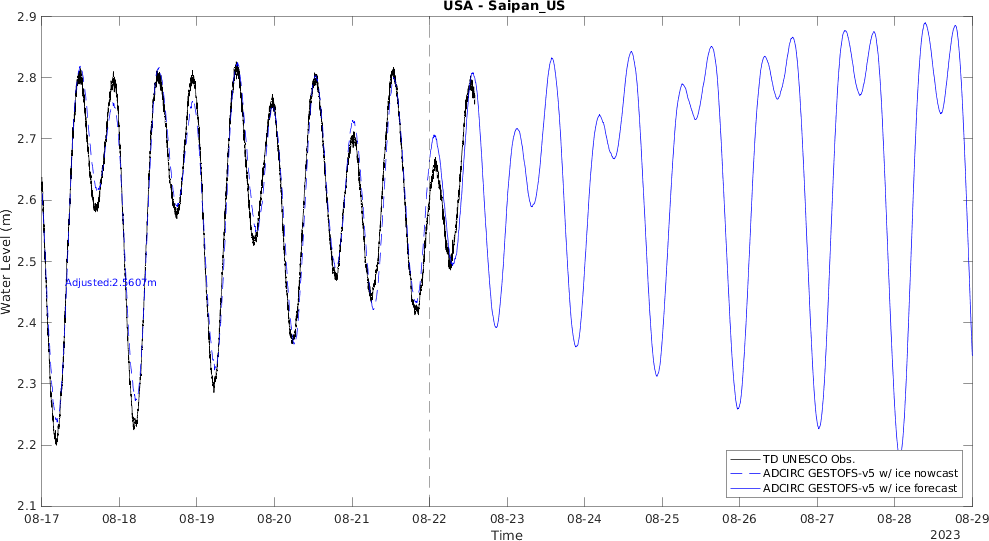 USA - Saipan_US
Water Level (m)
2.9
2.8
2.7
2.6
2.5
2.4
2.3
2.2
2.1
Adjusted:2.5607m
TD UNESCO Obs.
ADCIRC GESTOFS-v5 w/ ice nowcast
ADCIRC GESTOFS-v5 w/ ice forecast
08-17 08-18 08-19 08-20 08-21 08-22 08-23 08-24 08-25 08-26 08-27 08-28 08-29
Time
2023